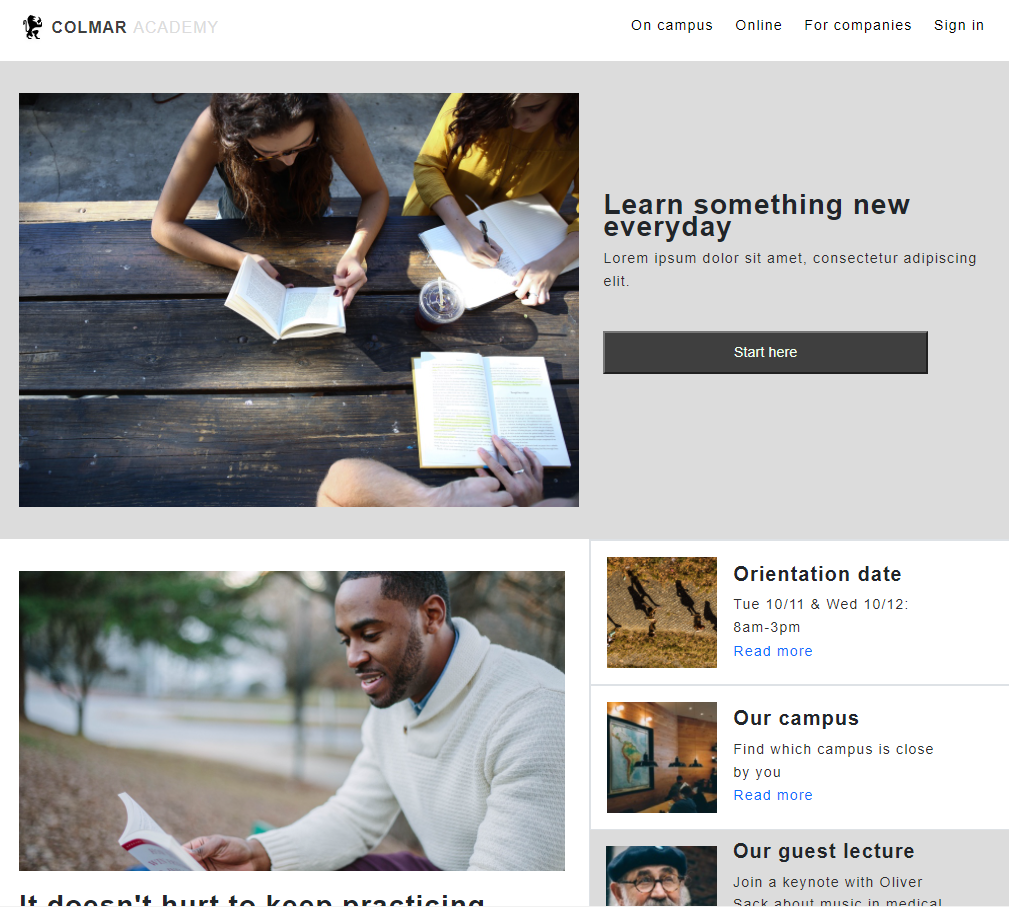 COLMAR ACADEMY
On campus Online For companies Sign in
Learn something new
everyday
Lorem ipsum dolor sit amet, consectetur adipiscing
elit.
Start here
Orientation date
Tue 10/11 & Wed 10/12:
8am-3pm
Read more
Our campus
Find which campus is close
by you
Read more
Our guest lecture
Join a keynote with Oliver
Sack about music in medical
It doesn't hurt to keep practicing